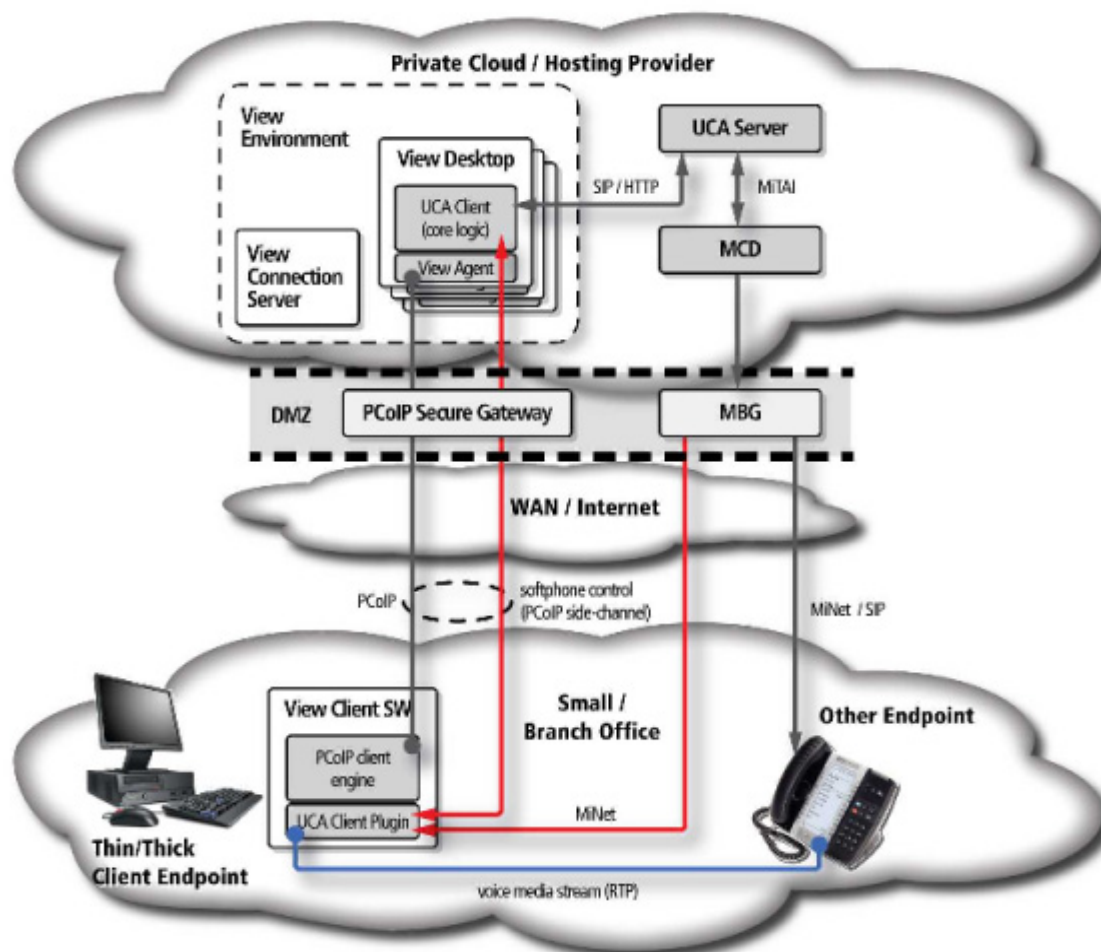 Private Cloud / Hosting Provider
View
Environment
UCA Server
View Desktop
SIP / HTTP
MiTAI
UCA Client
(core logic)
View
Connection
Server
View Agent
MCD
DMZ
PCoIP Secure Gateway
MBG
WAN / Internet
PCoIP
softphone control
(PCoIP side-channel)
MiNet / SIP
View Client SW
Small /
Branch Office
Other Endpoint
PCoIP client
engine
UCA Client Plugin
MiNet
Thin/Thick
Client Endpoint
voice media stream (RTP)